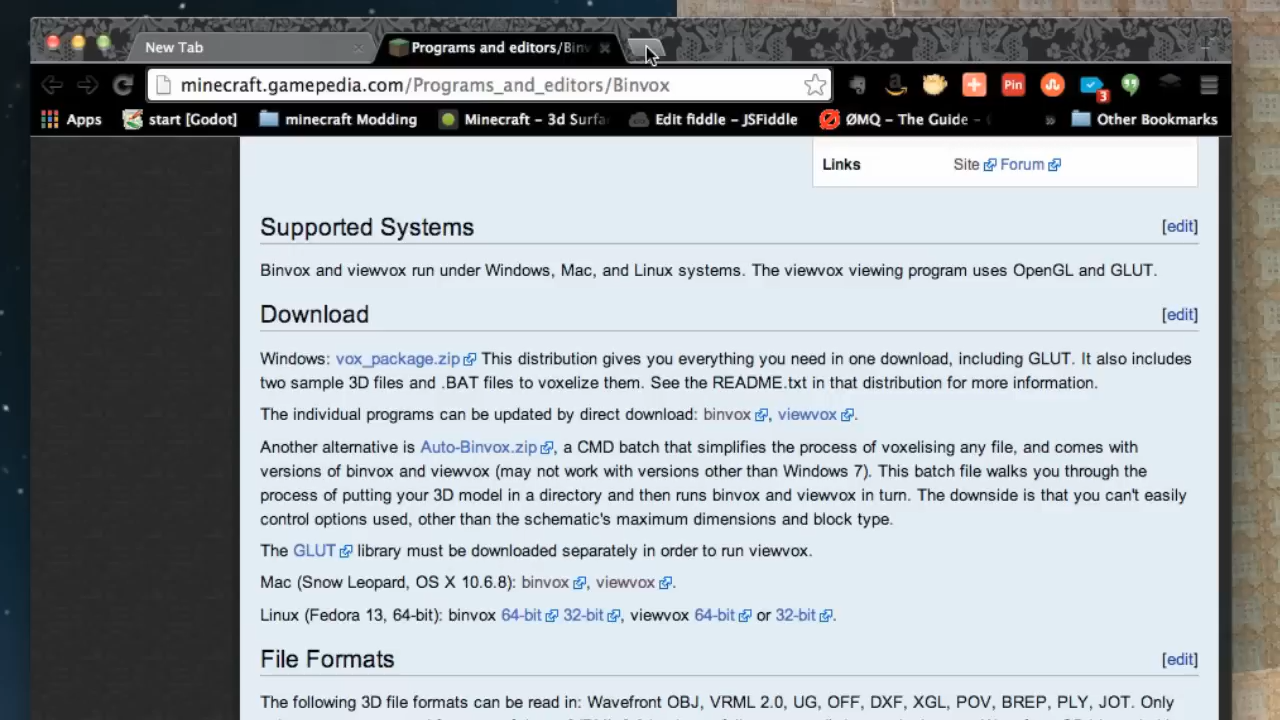 New Tab
Programs and editors/Binv
minecraft.gamepedia.com/Programs_and_editors/Binvox
Pin
3
Apps
start [Godot]
minecraft Modding
Minecraft – 3d Surfa
Edit fiddle – JSFiddle
ØMQ – The Guide –
»
Other Bookmarks
Links
Site Forum
Supported Systems
[edit]
Binvox and viewvox run under Windows, Mac, and Linux systems. The viewvox viewing program uses OpenGL and GLUT.
Download
[edit]
Windows: vox_package.zip This distribution gives you everything you need in one download, including GLUT. It also includes
two sample 3D files and .BAT files to voxelize them. See the README.txt in that distribution for more information.
The individual programs can be updated by direct download: binvox, viewvox.
Another alternative is Auto-Binvox.zip, a CMD batch that simplifies the process of voxelising any file, and comes with
versions of binvox and viewvox (may not work with versions other than Windows 7). This batch file walks you through the
process of putting your 3D model in a directory and then runs binvox and viewvox in turn. The downside is that you can't easily
control options used, other than the schematic's maximum dimensions and block type.
The GLUT library must be downloaded separately in order to run viewvox.
Mac (Snow Leopard, OS X 10.6.8): binvox, viewvox.
Linux (Fedora 13, 64-bit): binvox 64-bit 32-bit, viewvox 64-bit or 32-bit.
File Formats
[edit]
The following 3D file formats can be read in: Wavefront OBJ, VRML 2.0, UG, OFF, DXF, XGL, POV, BREP, PLY, JOT. Only